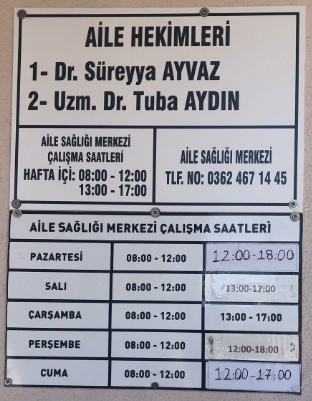 AİLE HEKİMLERİ
1- Dr. Süreyya AYVAZ
2- Uzm. Dr. Tuba AYDIN
AİLE SAĞLIĞI MERKEZİ
ÇALIŞMA SAATLERİ
HAFTA İÇİ: 08:00 - 12:00
13:00 - 17:00
AİLE SAĞLIĞI MERKEZİ
TLF. NO: 0362 467 14 45
AİLE SAĞLIĞI MERKEZİ ÇALIŞMA SAATLERİ
PAZARTESİ 08:00 - 12:00 12:00-18:00
SALI 08:00 - 12:00 13:00-17:00
ÇARŞAMBA 08:00 - 12:00 13:00 - 17:00
PERŞEMBE 08:00 - 12:00 12:00-18:00
CUMA 08:00 - 12:00 12:00-17:00